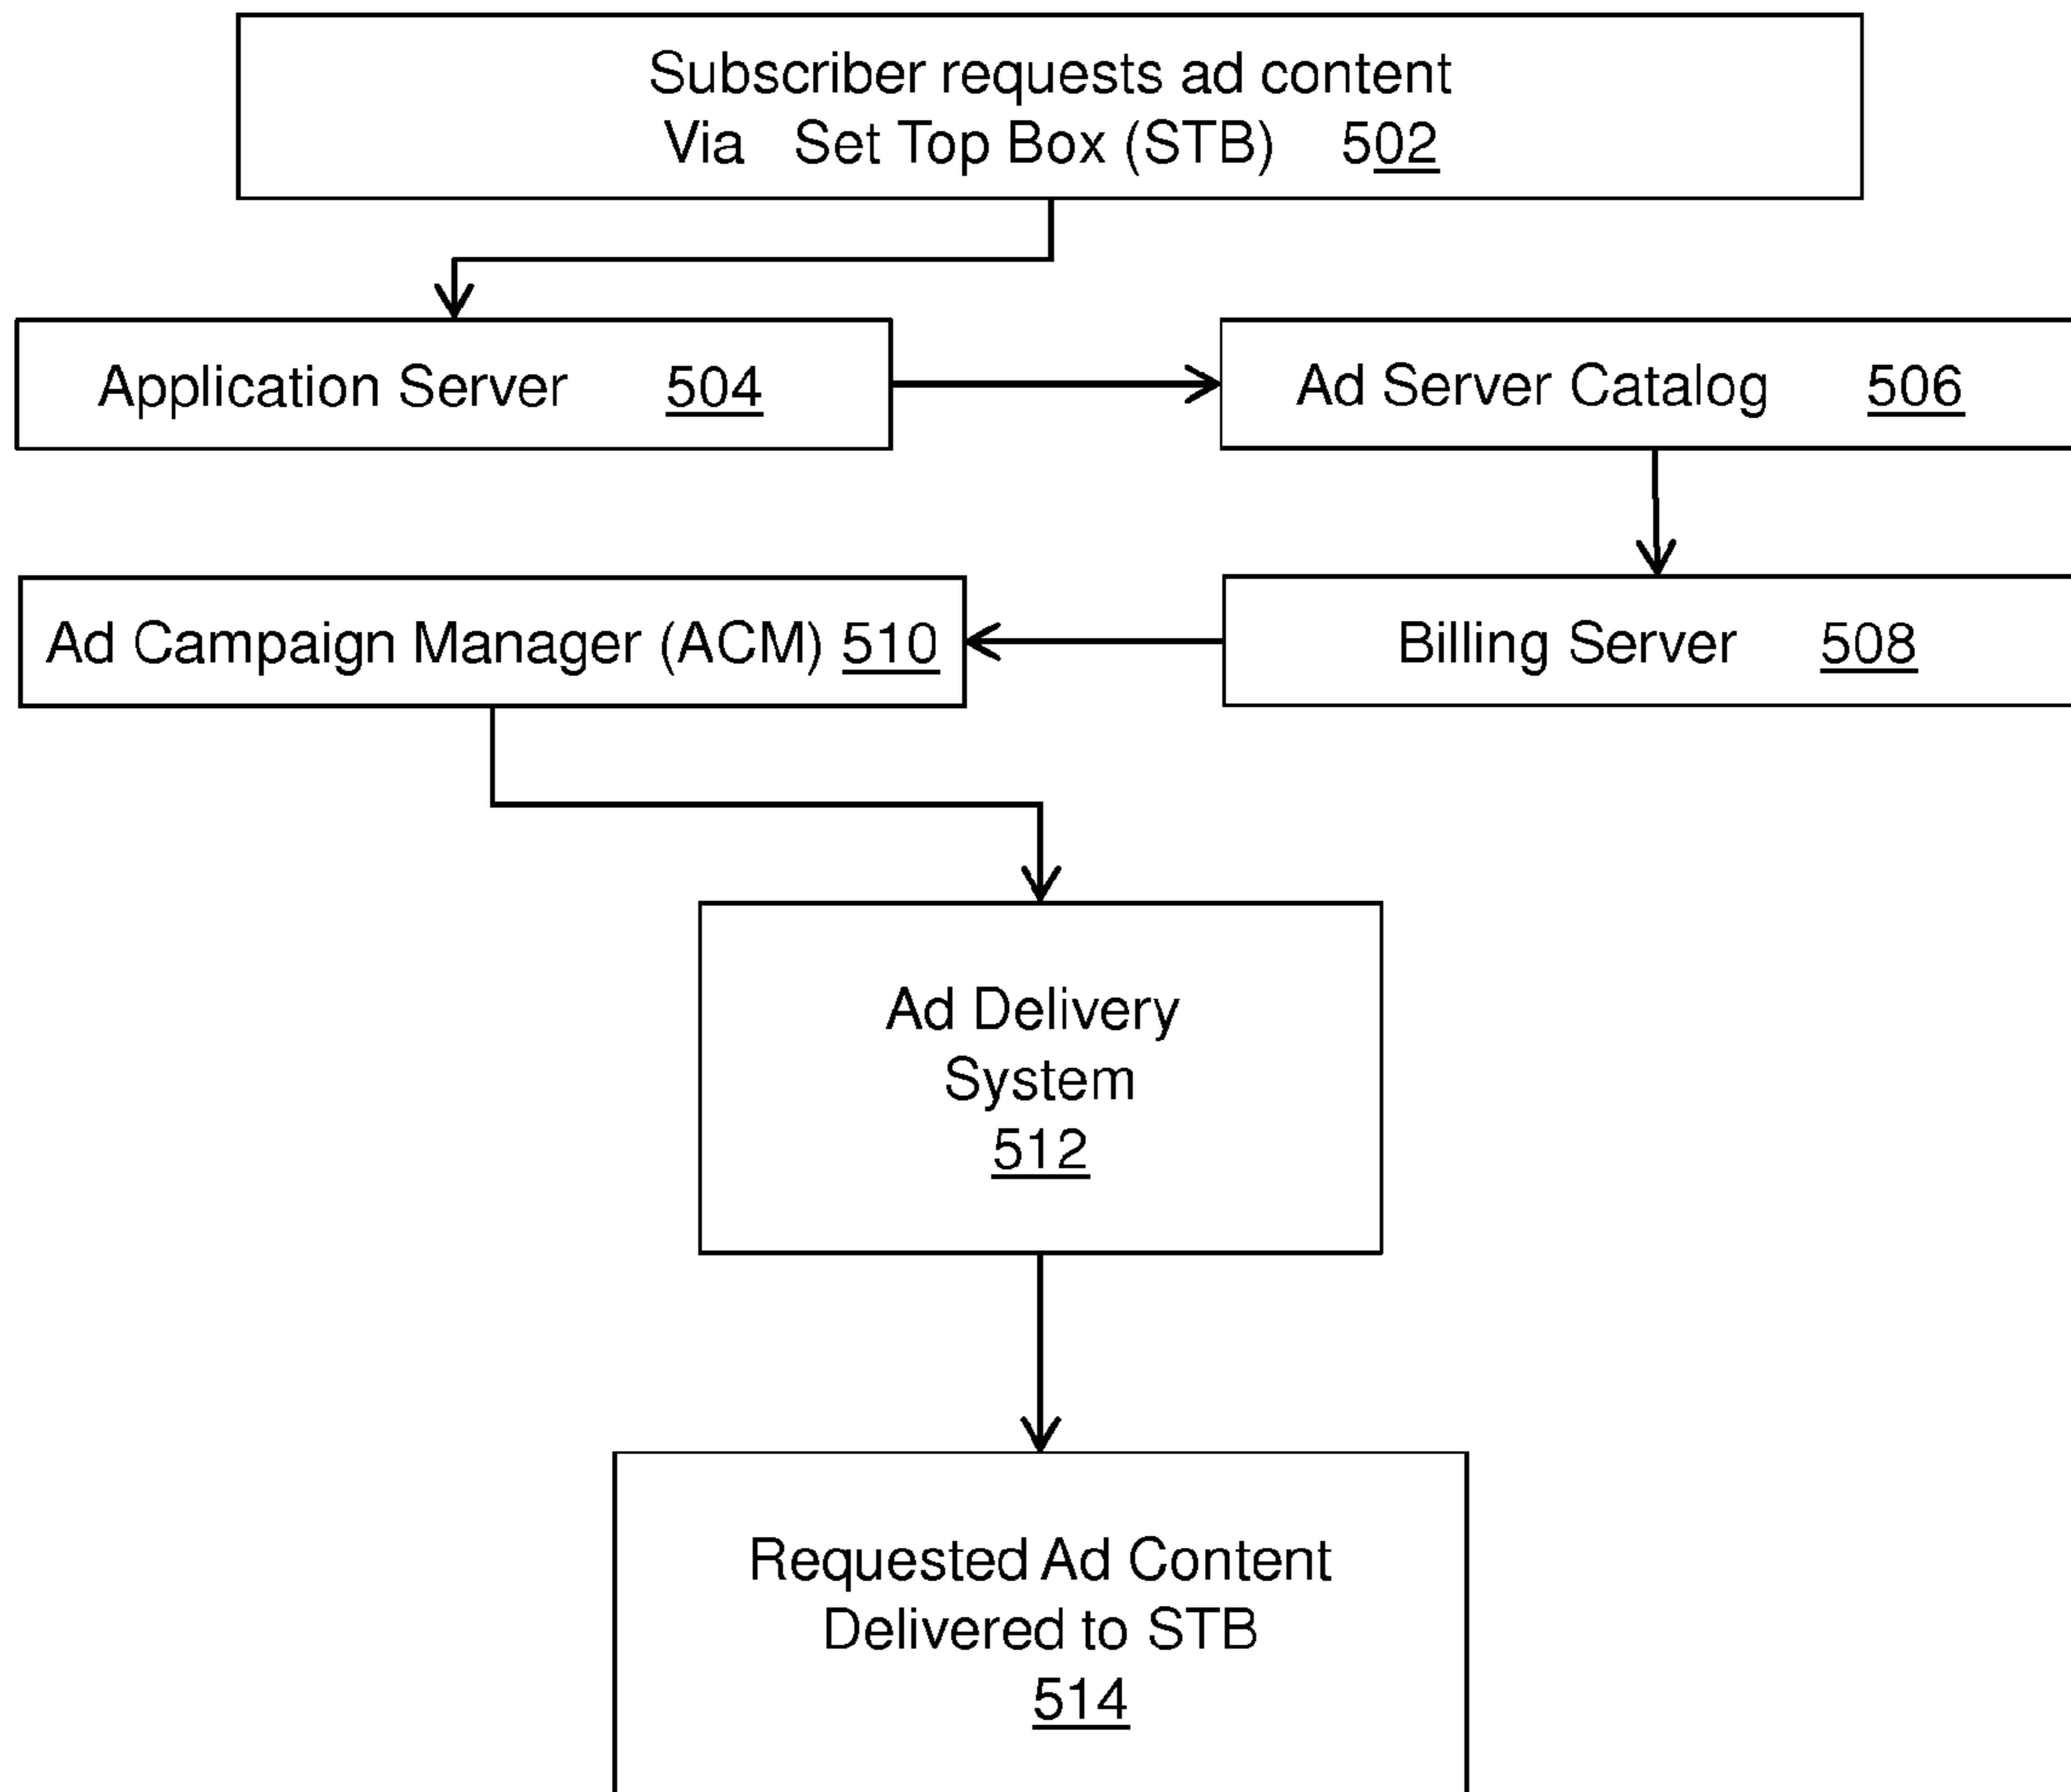 Subscriber requests ad content
Via Set Top Box (STB) 502
Application Server 504
Ad Server Catalog 506
Ad Campaign Manager (ACM) 510
Billing Server 508
Ad Delivery
System
512
Requested Ad Content
Delivered to STB
514